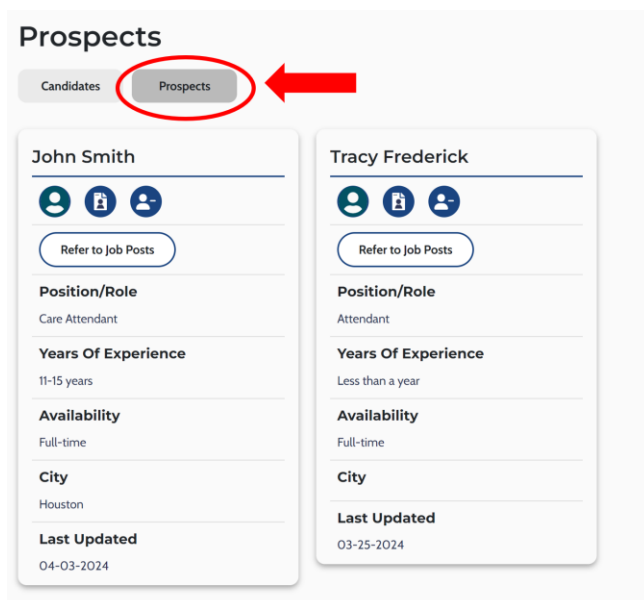 Prospects
Candidates
Prospects
John Smith
Refer to Job Posts
Position/Role
Care Attendant
Years Of Experience
11-15 years
Availability
Full-time
City
Houston
Last Updated
04-03-2024
Tracy Frederick
Refer to Job Posts
Position/Role
Attendant
Years Of Experience
Less than a year
Availability
Full-time
City
Last Updated
03-25-2024